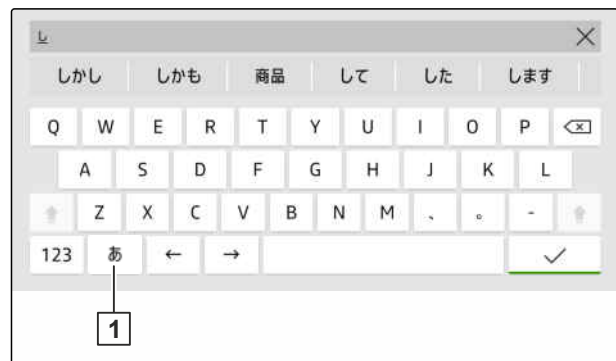 し
しかし しかも 商品 して した します
Q W E R T Y U I O P
A S D F G H J K L
Z X C V B N M 、 。 -
123 あ ← →
1